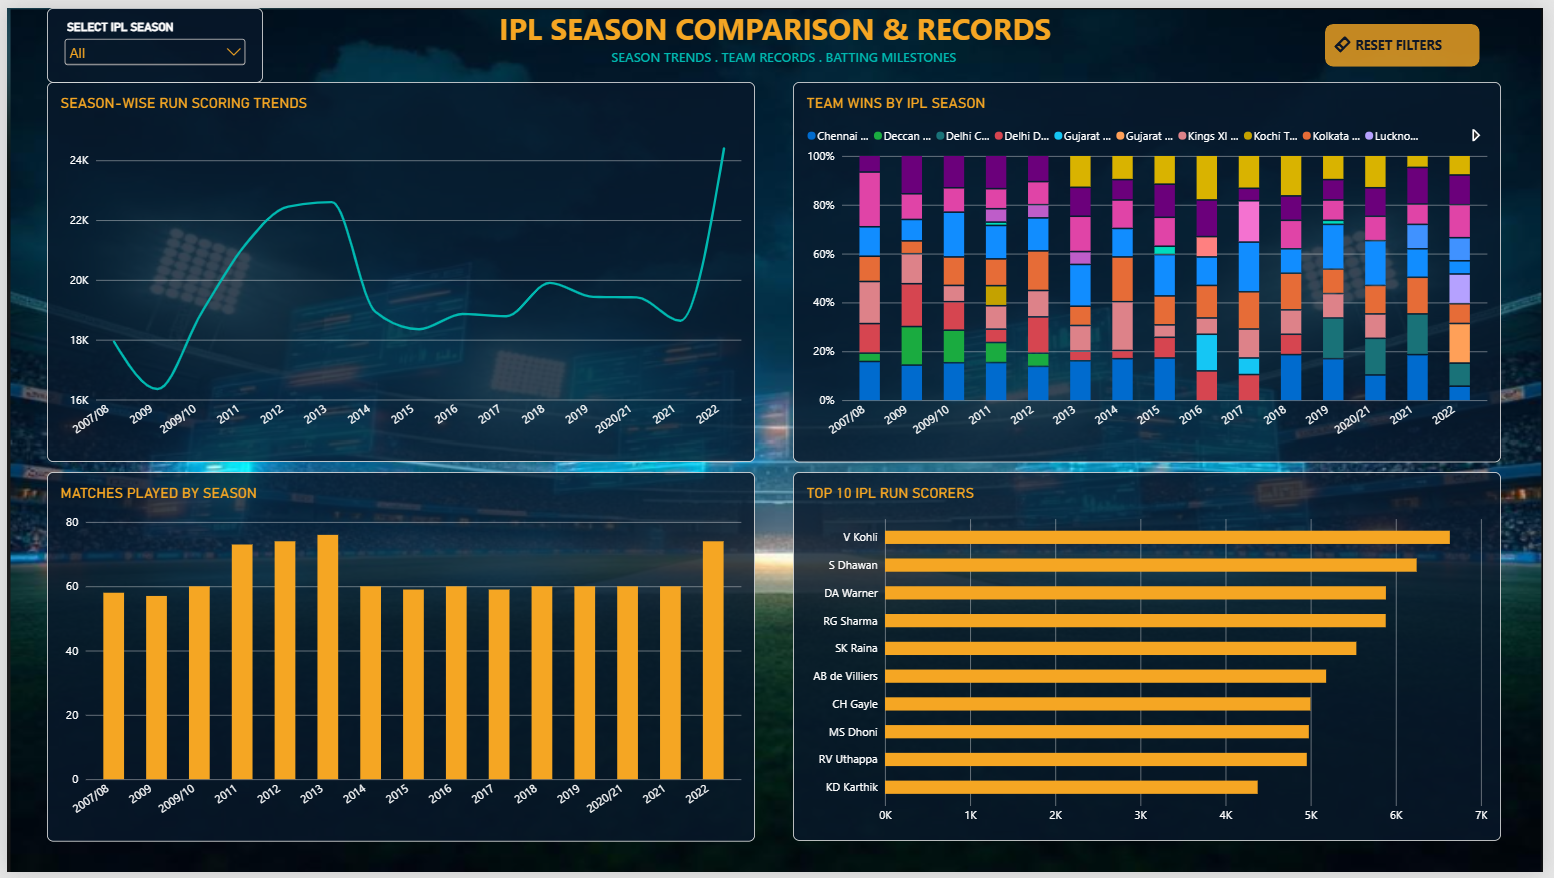 SELECT IPL SEASON
All
IPL SEASON COMPARISON & RECORDS
SEASON TRENDS . TEAM RECORDS . BATTING MILESTONES
RESET FILTERS
SEASON-WISE RUN SCORING TRENDS
24K
22K
20K
18K
16K
2007/08 2009 2009/10 2011 2012 2013 2014 2015 2016 2017 2018 2019 2020/21 2021 2022
TEAM WINS BY IPL SEASON
Chennai ... Deccan ... Delhi C... Delhi D... Gujarat ... Gujarat ... Kings XI ... Kochi T... Kolkata ... Luckno...
100%
80%
60%
40%
20%
0%
2007/08 2009 2009/10 2011 2012 2013 2014 2015 2016 2017 2018 2019 2020/21 2021 2022
MATCHES PLAYED BY SEASON
80
60
40
20
0
2007/08 2009 2009/10 2011 2012 2013 2014 2015 2016 2017 2018 2019 2020/21 2021 2022
TOP 10 IPL RUN SCORERS
V Kohli
S Dhawan
DA Warner
RG Sharma
SK Raina
AB de Villiers
CH Gayle
MS Dhoni
RV Uthappa
KD Karthik
0K 1K 2K 3K 4K 5K 6K 7K